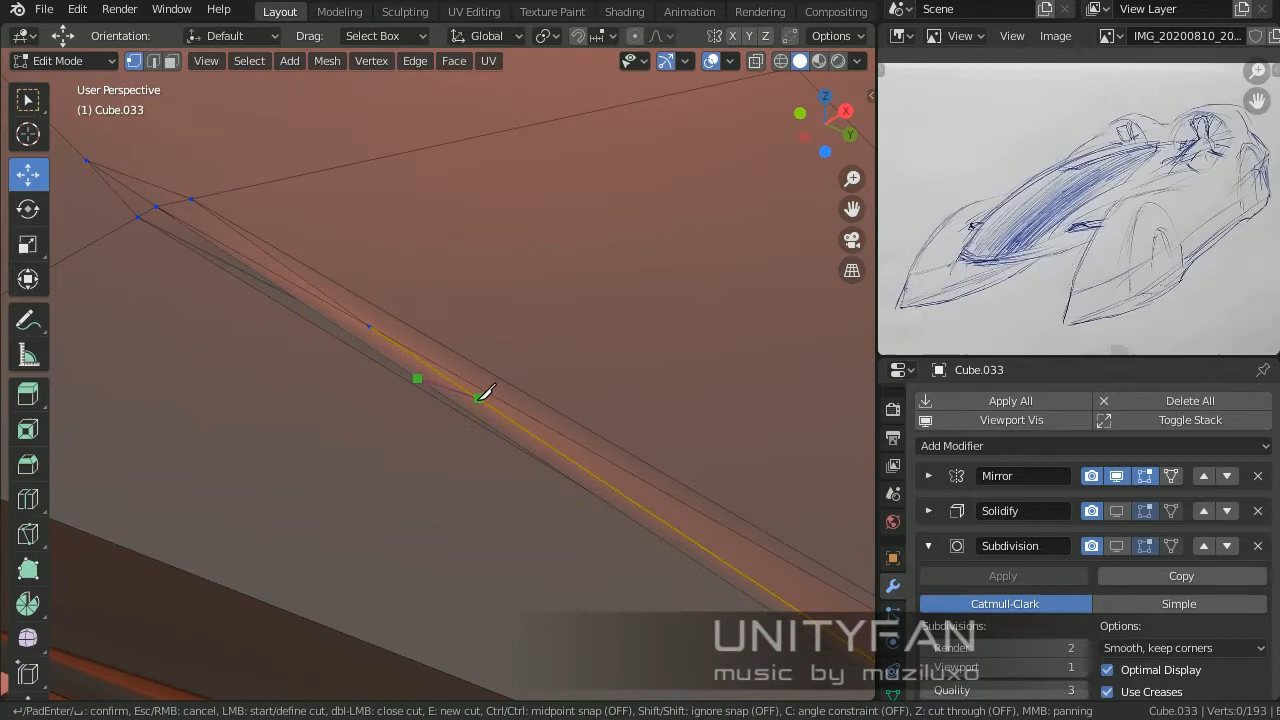 File Edit Render Window Help
Layout Modeling Sculpting UV Editing Texture Paint Shading Animation Rendering Compositing
Scene
View Layer
Orientation: Default Drag: Select Box Global X Y Z Options
View View Image IMG_20200810_20...
Edit Mode View Select Add Mesh Vertex Edge Face UV
User Perspective
(1) Cube.033
Z
X
Y
Cube.033
Apply All Delete All
Viewport Vis Toggle Stack
Add Modifier
Mirror
Solidify
Subdivision
Apply Copy
Catmull-Clark Simple
Subdivisions: Options:
Render 2 Smooth, keep corners
Viewport 1 Optimal Display
Quality 3 Use Creases
UNITYFAN
music by muziluxo
/PadEnter/: confirm, Esc/RMB: cancel, LMB: start/define cut, dbl-LMB: close cut, E: new cut, Ctrl/Ctrl: midpoint snap (OFF), Shift/Shift: ignore snap (OFF), C: angle constraint (OFF), Z: cut through (OFF), MMB: panning
Cube.033 | Verts:0/193 | E